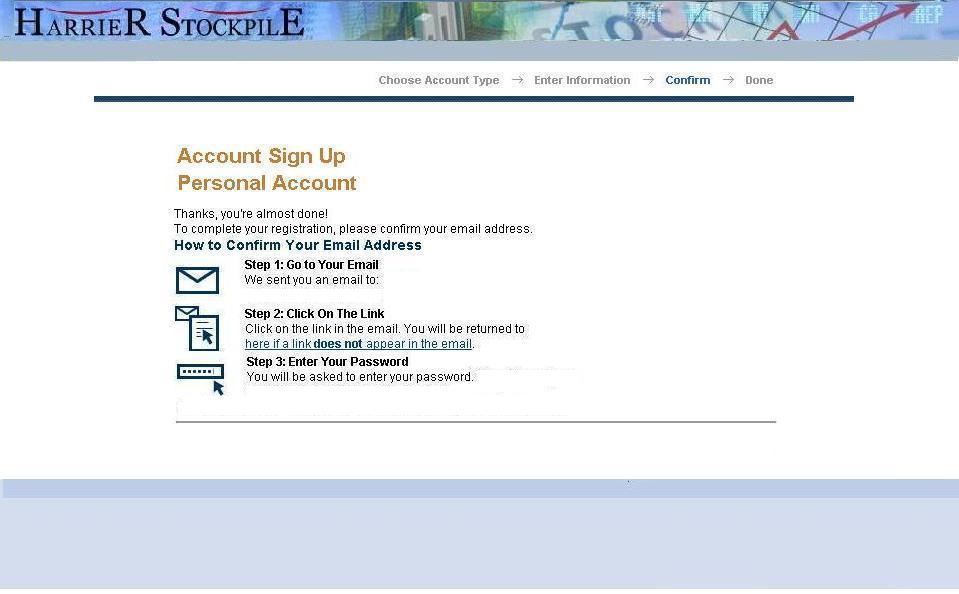 HARRIER STOCKPILE
Choose Account Type → Enter Information → Confirm → Done
Account Sign Up
Personal Account
Thanks, you're almost done!
To complete your registration, please confirm your email address.
How to Confirm Your Email Address
Step 1: Go to Your Email
We sent you an email to:
Step 2: Click On The Link
Click on the link in the email. You will be returned to
here if a link does not appear in the email.
Step 3: Enter Your Password
You will be asked to enter your password.